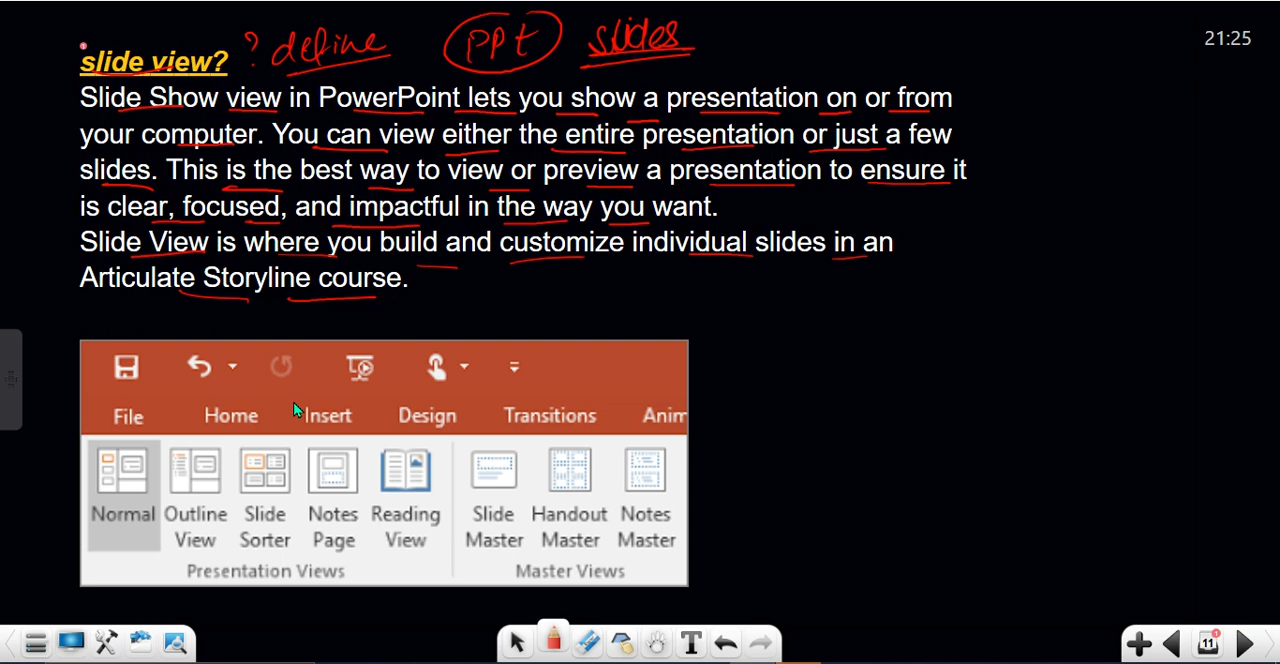 ? define ppt slides
21:25
slide view?
Slide Show view in PowerPoint lets you show a presentation on or from
your computer. You can view either the entire presentation or just a few
slides. This is the best way to view or preview a presentation to ensure it
is clear, focused, and impactful in the way you want.
Slide View is where you build and customize individual slides in an
Articulate Storyline course.
File Home Insert Design Transitions Anim
Normal Outline Slide Notes Reading Slide Handout Notes
View Sorter Page View Master Master Master
Presentation Views Master Views
T 11 1